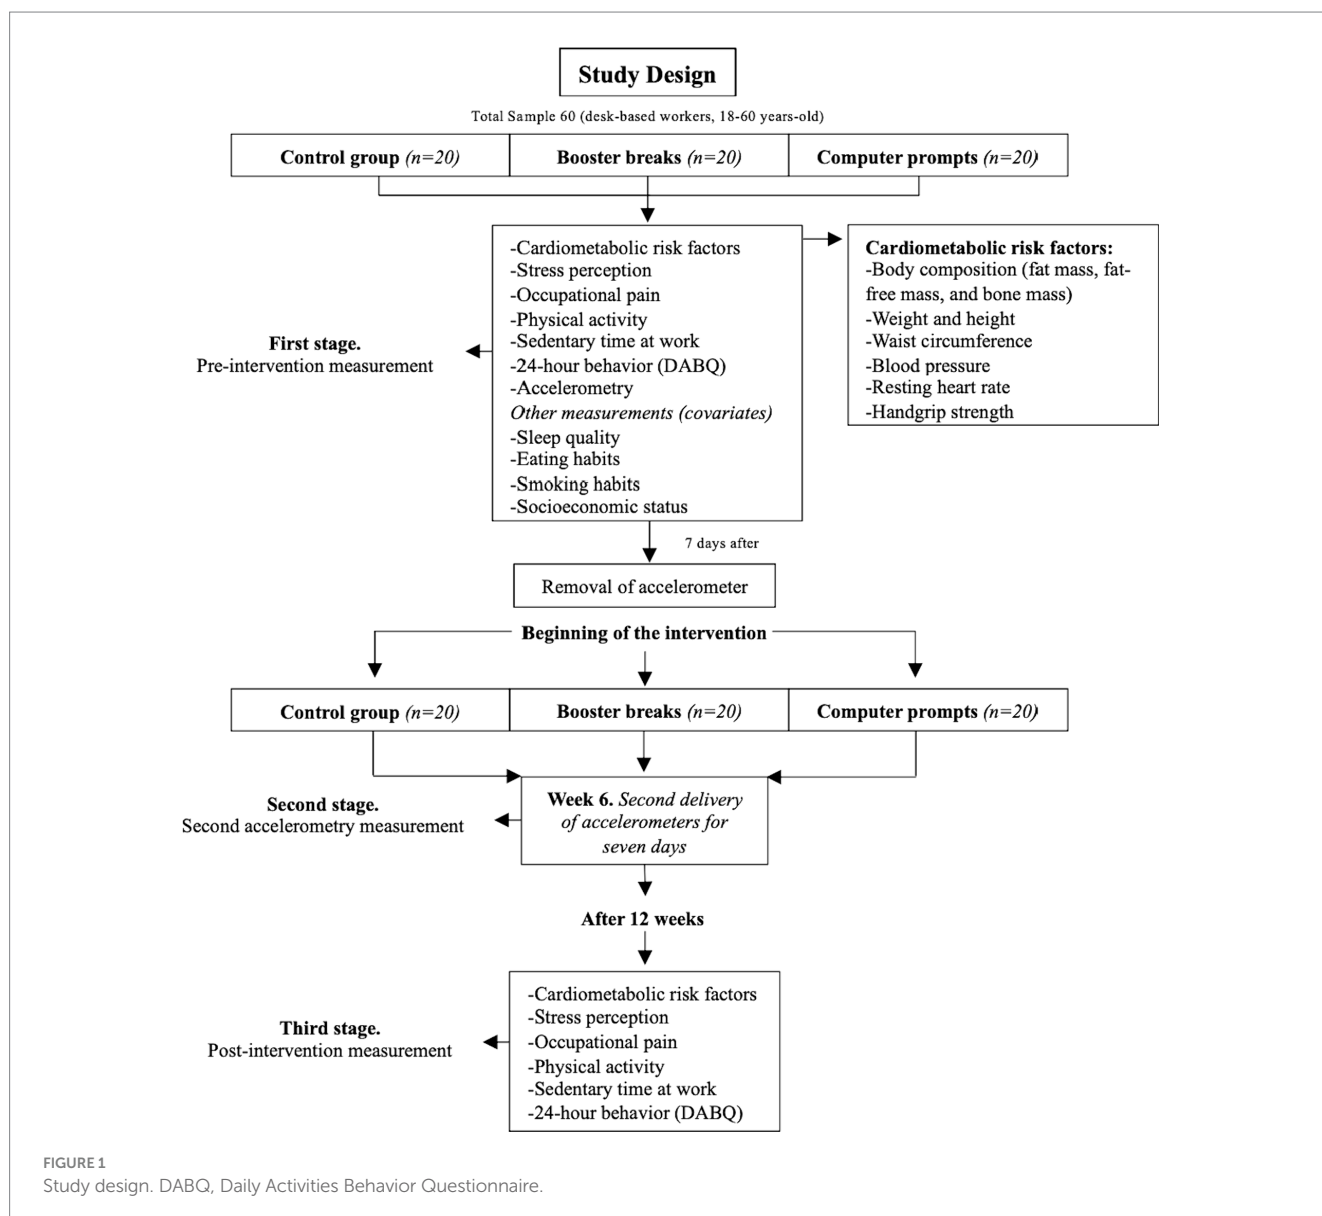 Study Design
Total Sample 60 (desk-based workers, 18-60 years-old)
Control group (n=20)
Booster breaks (n=20)
Computer prompts (n=20)
-Cardiometabolic risk factors
-Stress perception
-Occupational pain
-Physical activity
-Sedentary time at work
-24-hour behavior (DABQ)
-Accelerometry
Other measurements (covariates)
-Sleep quality
-Eating habits
-Smoking habits
-Socioeconomic status
Cardiometabolic risk factors:
-Body composition (fat mass, fat-
free mass, and bone mass)
-Weight and height
-Waist circumference
-Blood pressure
-Resting heart rate
-Handgrip strength
First stage.
Pre-intervention measurement
7 days after
Removal of accelerometer
Beginning of the intervention
Control group (n=20)
Booster breaks (n=20)
Computer prompts (n=20)
Second stage.
Second accelerometry measurement
Week 6. Second delivery
of accelerometers for
seven days
After 12 weeks
Third stage.
Post-intervention measurement
-Cardiometabolic risk factors
-Stress perception
-Occupational pain
-Physical activity
-Sedentary time at work
-24-hour behavior (DABQ)
FIGURE 1
Study design. DABQ, Daily Activities Behavior Questionnaire.